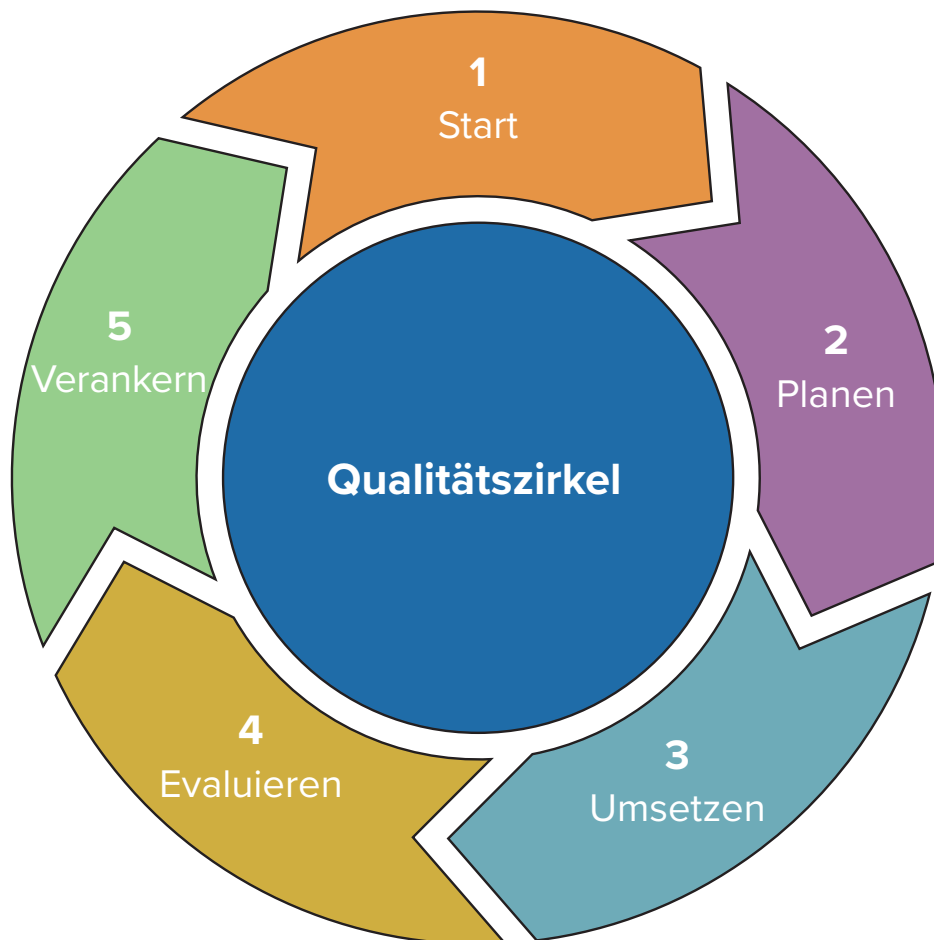 1
Start
2
Planen
3
Umsetzen
4
Evaluieren
5
Verankern
Qualitätszirkel